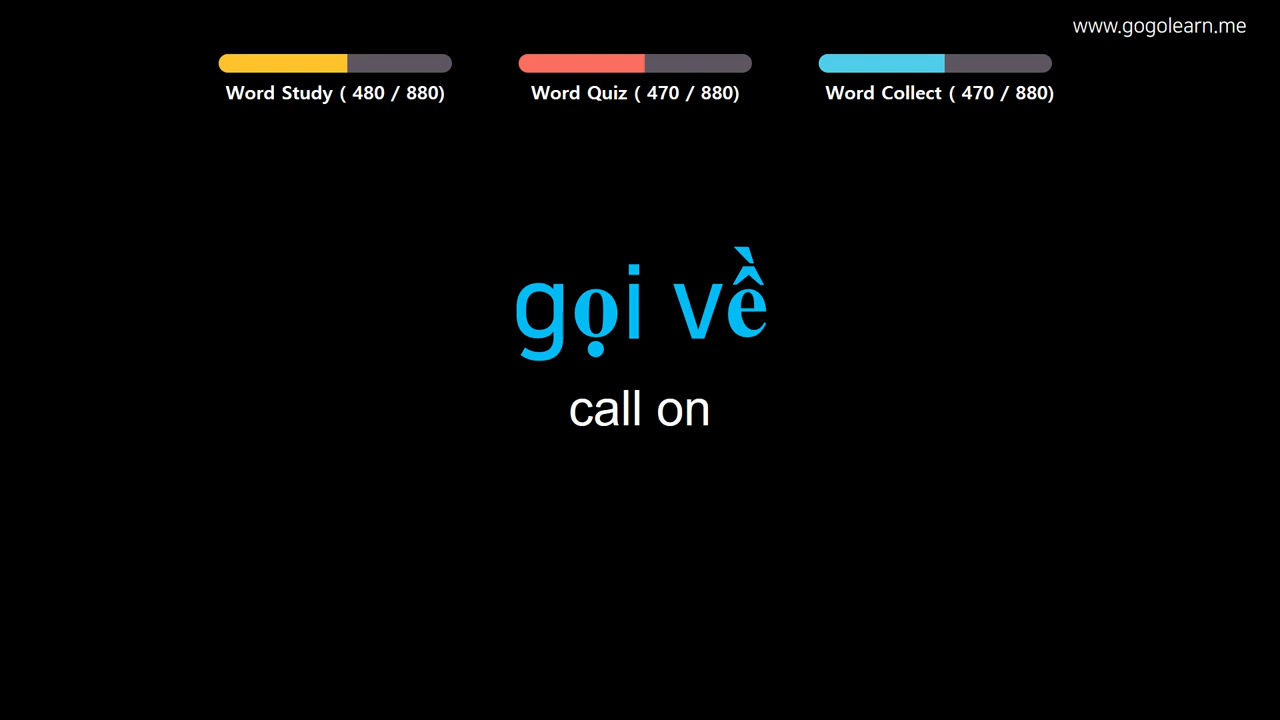 www.gogolearn.me
Word Study ( 480 / 880)
Word Quiz ( 470 / 880)
Word Collect ( 470 / 880)
gọi về
call on